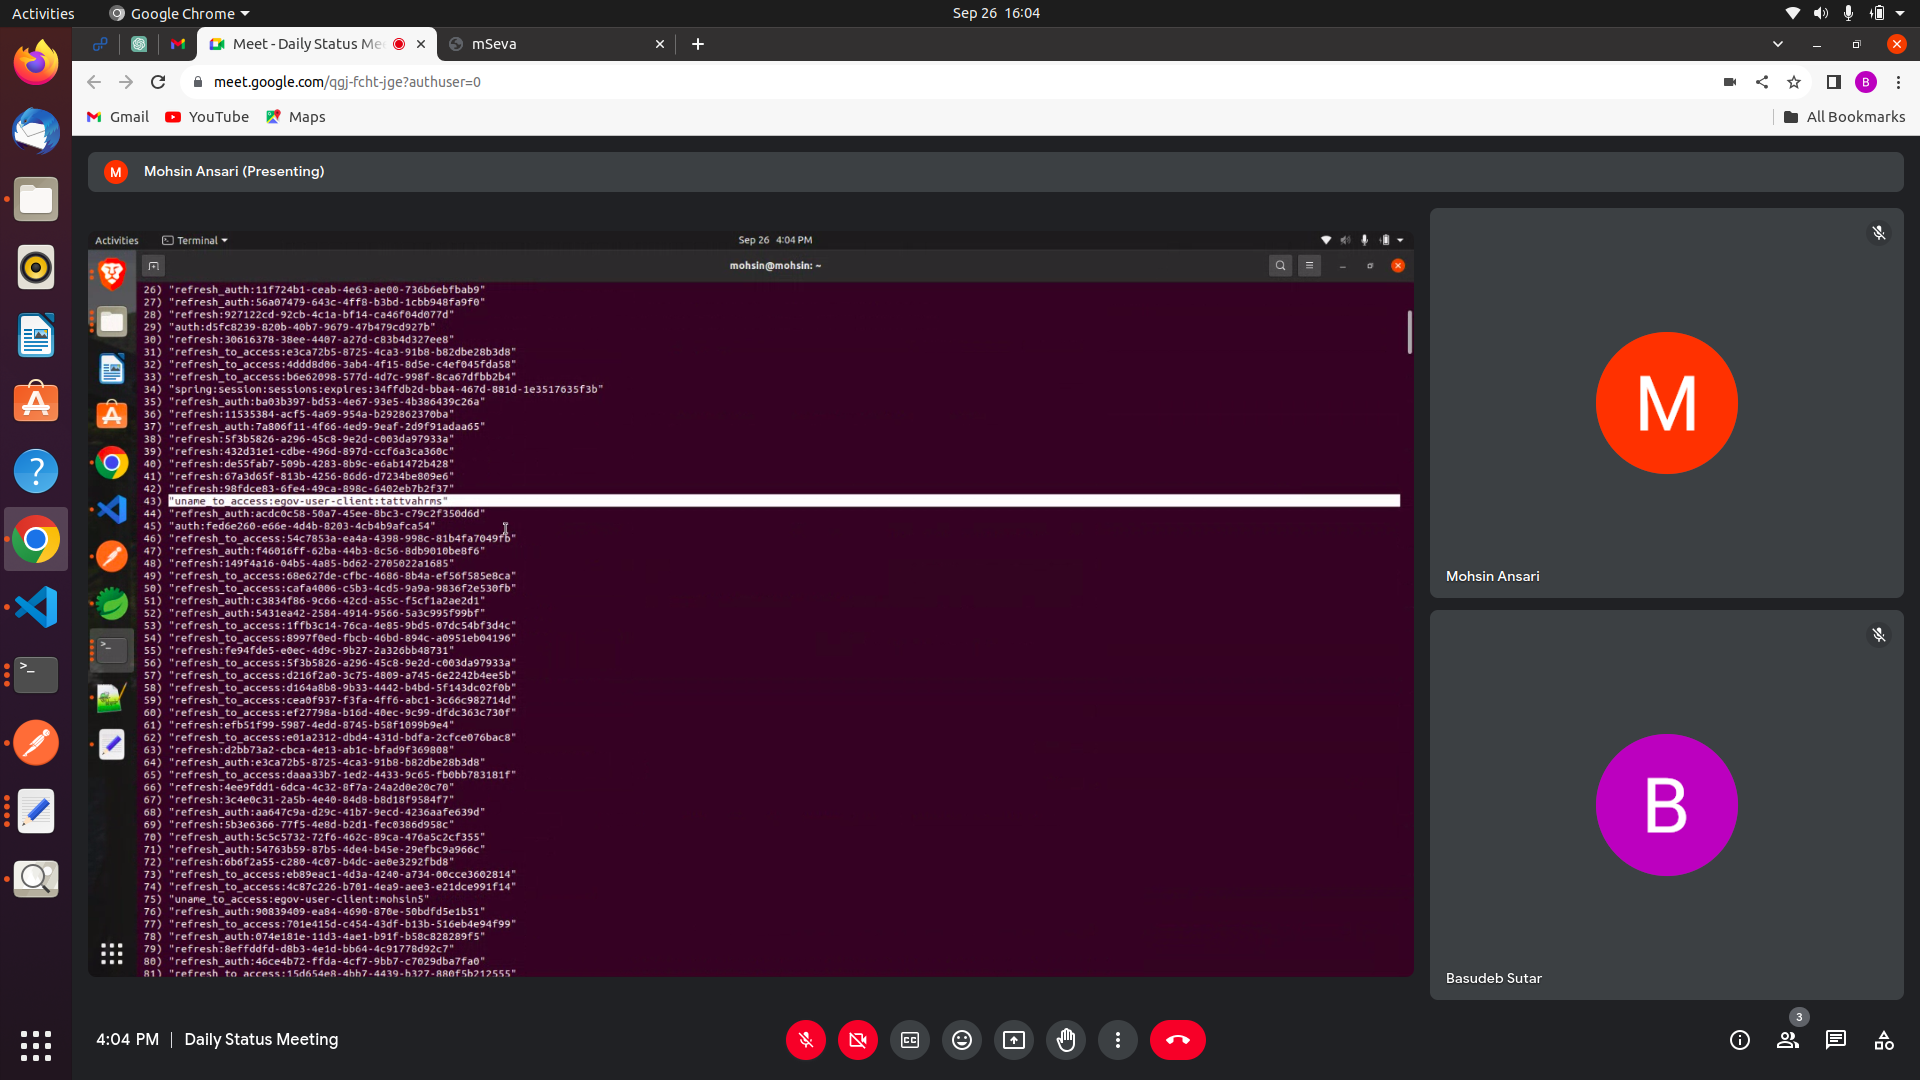 Activities
Google Chrome
Sep 26 16:04
Meet - Daily Status Me
mSeva
meet.google.com/qgj-fcht-jge?authuser=0
B
Gmail
YouTube
Maps
All Bookmarks
M
Mohsin Ansari (Presenting)
Activities
Terminal
Sep 26 4:04 PM
mohsin@mohsin: ~
26) "refresh_auth:11f724b1-ceab-4e63-ae00-736b6ebfbab9"
27) "refresh_auth:56a07479-643c-4ff8-b3bd-1cbb948fa9f0"
28) "refresh:927122cd-92cb-4c1a-bf14-ca46f04d077d"
29) "auth:d5fc8239-820b-40b7-9679-47b479cd927b"
30) "refresh:30616378-38ee-4407-a27d-c83b4d327ee8"
31) "refresh_to_access:e3ca72b5-8725-4ca3-91b8-b82dbe28b3d8"
32) "refresh_to_access:4ddd8d06-3ab4-4f15-8d5e-c4ef045fda58"
33) "refresh_to_access:b6e62098-577d-4d7c-998f-8ca67dfbb2b4"
34) "spring:session:sessions:expires:34ffdb2d-bba4-467d-881d-1e3517635f3b"
35) "refresh_auth:ba03b397-bd53-4e67-93e5-4b386439c26a"
36) "refresh:11535384-acf5-4a69-954a-b292862370ba"
37) "refresh_auth:7a806f11-4f66-4ed9-9eaf-2d9f91adaa65"
38) "refresh:5f3b5826-a296-45c8-9e2d-c003da97933a"
39) "refresh:432d31e1-cdbe-496d-897d-ccf6a3ca360c"
40) "refresh:de55fab7-509b-4283-8b9c-e6ab1472b428"
41) "refresh:67a3d65f-813b-4256-86d6-d7234be809e6"
42) "refresh:98fdce83-6fe4-49ca-898c-6402eb7b2f37"
43) "uname_to_access:egov-user-client:tattvahrms"
44) "refresh_auth:acdc0c58-50a7-45ee-8bc3-c79c2f350d6d"
45) "auth:fed6e260-e66e-4d4b-8203-4cb4b9afca54"
46) "refresh_to_access:54c7853a-ea4a-4398-998c-81b4fa7049fb"
47) "refresh_auth:f46016ff-62ba-44b3-8c56-8db9010be8f6"
48) "refresh:149f4a16-04b5-4a85-bd62-2705022a1685"
49) "refresh_to_access:68e627de-cfbc-4686-8b4a-ef56f585e8ca"
50) "refresh_to_access:cafa4006-c5b3-4cd5-9a9a-9836f2e530fb"
51) "refresh_auth:c3834f86-9c66-42cd-a55c-f5cf1a2ae2d1"
52) "refresh_auth:5431ea42-2584-4914-9566-5a3c995f99bf"
53) "refresh_to_access:1ffb3c14-76ca-4e85-9bd5-07dc54bf3d4c"
54) "refresh_to_access:8997f0ed-fbcb-46bd-894c-a0951eb04196"
55) "refresh:fe94fde5-e0ec-4d9c-9b27-2a326bb48731"
56) "refresh_to_access:5f3b5826-a296-45c8-9e2d-c003da97933a"
57) "refresh_to_access:d216f2a0-3c75-4809-a745-6e2242b4ee5b"
58) "refresh_to_access:d164a8b8-9b33-4442-b4bd-5f143dc02f0b"
59) "refresh_to_access:cea0f937-f3fa-4ff6-abc1-3c66c982714d"
60) "refresh_to_access:ef27798a-b16d-40ec-9c99-dfdc363c730f"
61) "refresh:efb51f99-5987-4edd-8745-b58f1099b9e4"
62) "refresh_to_access:e01a2312-dbd4-431d-bdfa-2cfce076bac8"
63) "refresh:d2bb73a2-cbca-4e13-ab1c-bfad9f369808"
64) "refresh_auth:e3ca72b5-8725-4ca3-91b8-b82dbe28b3d8"
65) "refresh_to_access:daaa33b7-1ed2-4433-9c65-fb0bb783181f"
66) "refresh:4ee9fdd1-6dca-4c32-8f7a-24a2d0e20c70"
67) "refresh:3c4e0c31-2a5b-4e40-84d8-b8d18f9584f7"
68) "refresh_auth:aa647c9a-d29c-41b7-9ecd-4236aafe639d"
69) "refresh:5b3e6366-77f5-4e8d-b2d1-fec0386d958c"
70) "refresh_auth:5c5c5732-72f6-462c-89ca-476a5c2cf355"
71) "refresh_auth:54763b59-87b5-4de4-b45e-29efbc9a966c"
72) "refresh:6b6f2a55-c280-4c07-b4dc-ae0e3292fbd8"
73) "refresh_to_access:eb89eac1-4d3a-4240-a734-00cce3602814"
74) "refresh_to_access:4c87c226-b701-4ea9-aee3-e21dce991f14"
75) "uname_to_access:egov-user-client:mohsin5"
76) "refresh_auth:90839409-ea84-4690-870e-50bdfd5e1b51"
77) "refresh_to_access:701e415d-c454-43df-b13b-516eb4e94f99"
78) "refresh_auth:074e181e-11d3-4ae1-b91f-b58c828289f5"
79) "refresh:8effddfd-d8b3-4e1d-bb64-4c91778d92c7"
80) "refresh_auth:46ce4b72-ffda-4cf7-9bb7-c7029dba7fa0"
81) "refresh_to_access:15d654e8-4bb7-4439-b327-880f5b212555"
M
Mohsin Ansari
B
Basudeb Sutar
4:04 PM | Daily Status Meeting
3